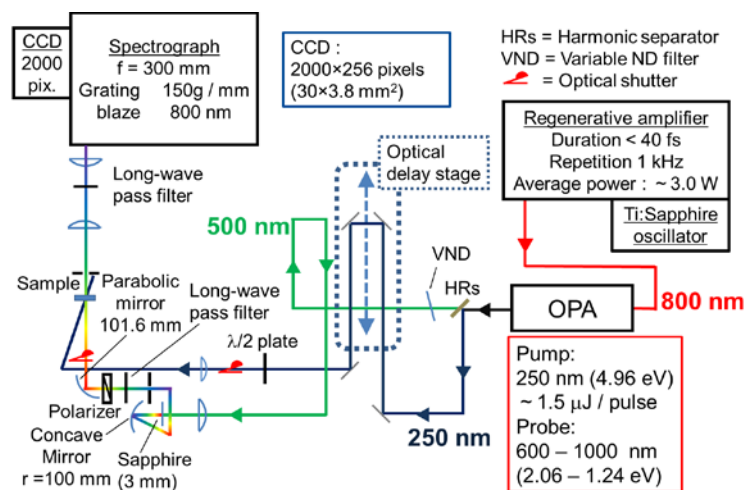 CCD
2000
pix.
Spectrograph
f = 300 mm
Grating 150g / mm
blaze 800 nm
CCD :
2000×256 pixels
(30×3.8 mm²)
HRs = Harmonic separator
VND = Variable ND filter
= Optical shutter
Regenerative amplifier
Duration < 40 fs
Repetition 1 kHz
Average power : ~ 3.0 W
Ti:Sapphire
oscillator
Optical
delay stage
Long-wave
pass filter
500 nm
VND
HRs
OPA
800 nm
Sample
Parabolic
mirror
101.6 mm
Long-wave
pass filter
λ/2 plate
Polarizer
Concave
Mirror
r =100 mm
Sapphire
(3 mm)
250 nm
Pump:
250 nm (4.96 eV)
~ 1.5 μJ / pulse
Probe:
600 – 1000 nm
(2.06 – 1.24 eV)